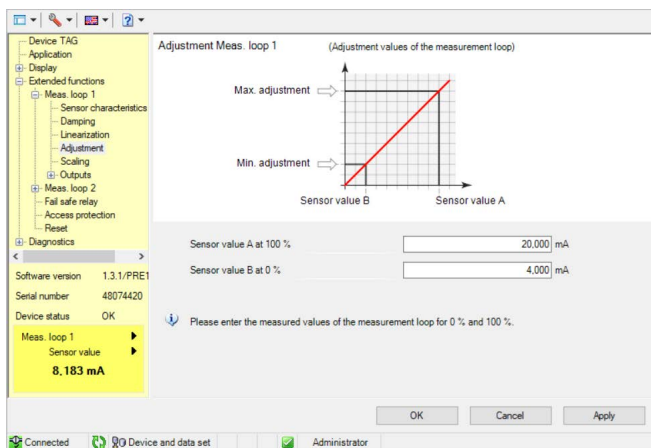 Device TAG
Application
Display
Extended functions
Meas. loop 1
Sensor characteristics
Damping
Linearization
Adjustment
Scaling
Outputs
Meas. loop 2
Fail safe relay
Access protection
Reset
Diagnostics
Software version 1.3.1/PRE1
Serial number 48074420
Device status OK
Meas. loop 1
Sensor value
8,183 mA
Adjustment Meas. loop 1 (Adjustment values of the measurement loop)
Max. adjustment
Min. adjustment
Sensor value B Sensor value A
Sensor value A at 100 % 20,000 mA
Sensor value B at 0 % 4,000 mA
Please enter the measured values of the measurement loop for 0 % and 100 %.
OK Cancel Apply
Connected Device and data set Administrator